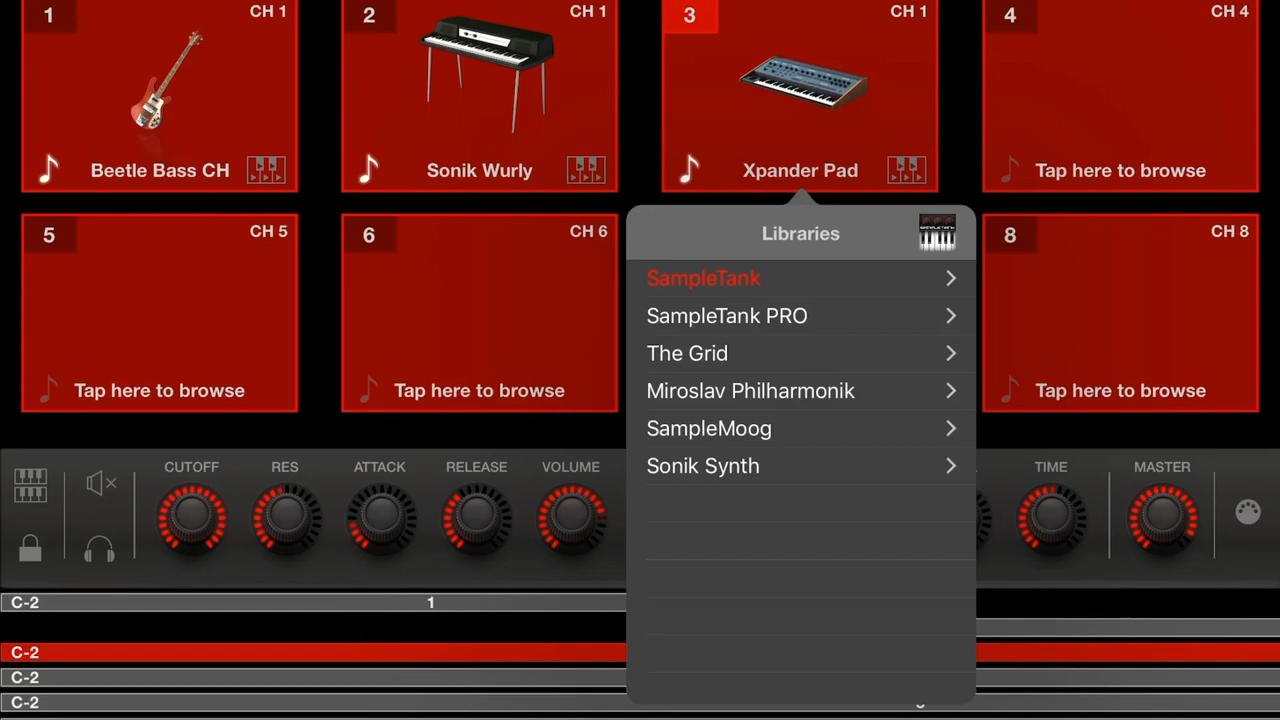 1
CH 1
Beetle Bass CH
2
CH 1
Sonik Wurly
3
CH 1
Xpander Pad
4
CH 4
Tap here to browse
5
CH 5
Tap here to browse
6
CH 6
Tap here to browse
8
CH 8
Tap here to browse
Libraries
SAMPLETANK
SampleTank
SampleTank PRO
The Grid
Miroslav Philharmonik
SampleMoog
Sonik Synth
CUTOFF
RES
ATTACK
RELEASE
VOLUME
TIME
MASTER
C-2
1
C-2
C-2
C-2